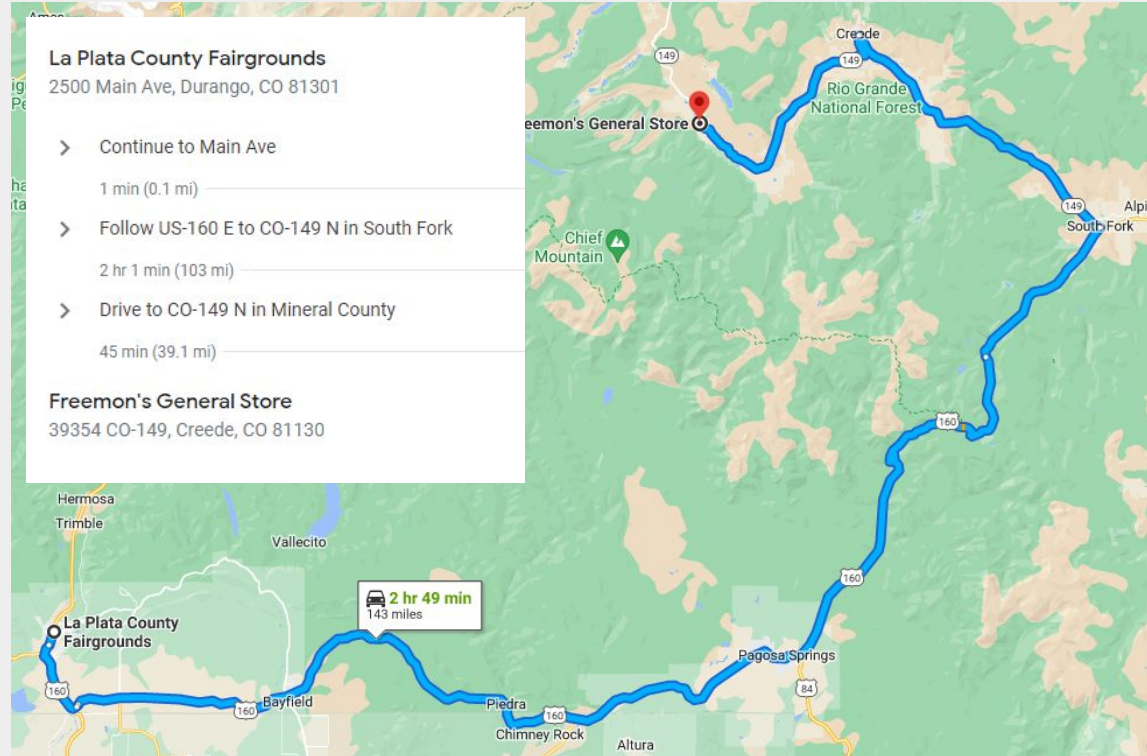 La Plata County Fairgrounds
2500 Main Ave, Durango, CO 81301
Continue to Main Ave
1 min (0.1 mi)
Follow US-160 E to CO-149 N in South Fork
2 hr 1 min (103 mi)
Drive to CO-149 N in Mineral County
45 min (39.1 mi)
Freemon's General Store
39354 CO-149, Creede, CO 81130
Creede
149
149
Rio Grande
National Forest
eemon's General Store
149
Alpi
South Fork
Chief
Mountain
160
Hermosa
Trimble
Vallecito
2 hr 49 min
143 miles
160
La Plata County
Fairgrounds
Pagosa Springs
160
Bayfield
160
Piedra
84
160
Chimney Rock
Altura